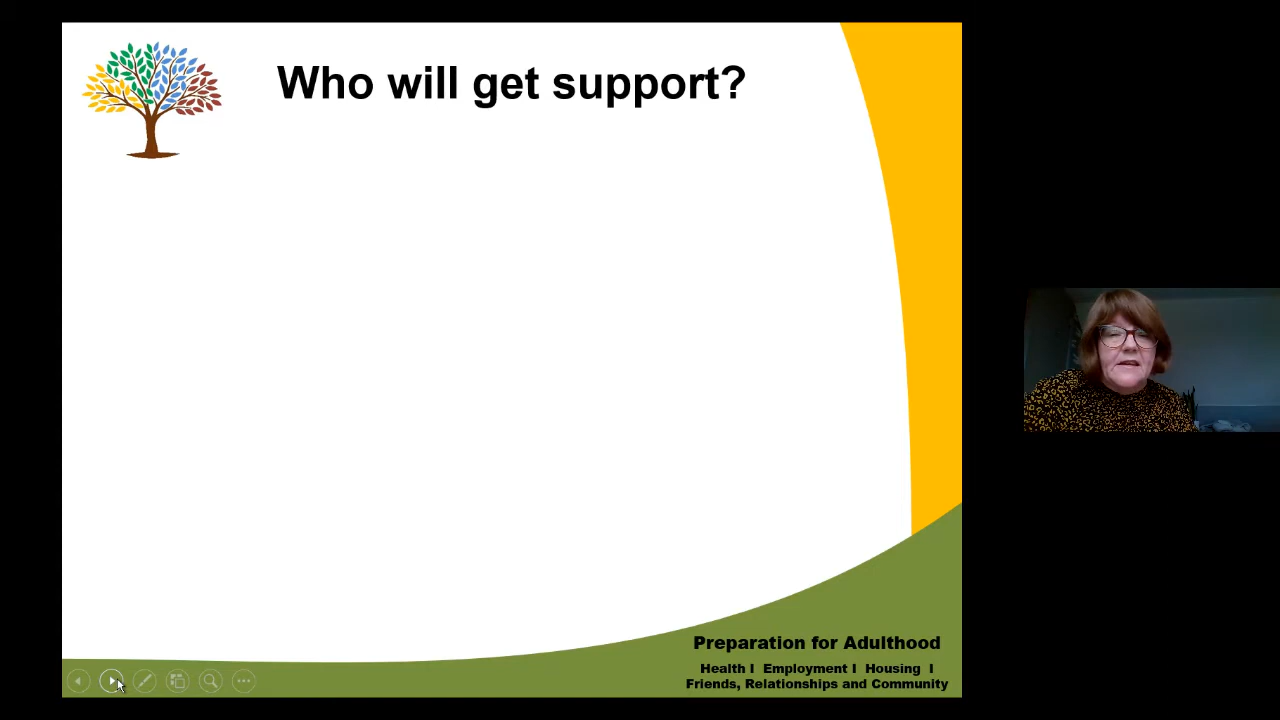 Who will get support?
Preparation for Adulthood
Health I Employment I Housing I
Friends, Relationships and Community